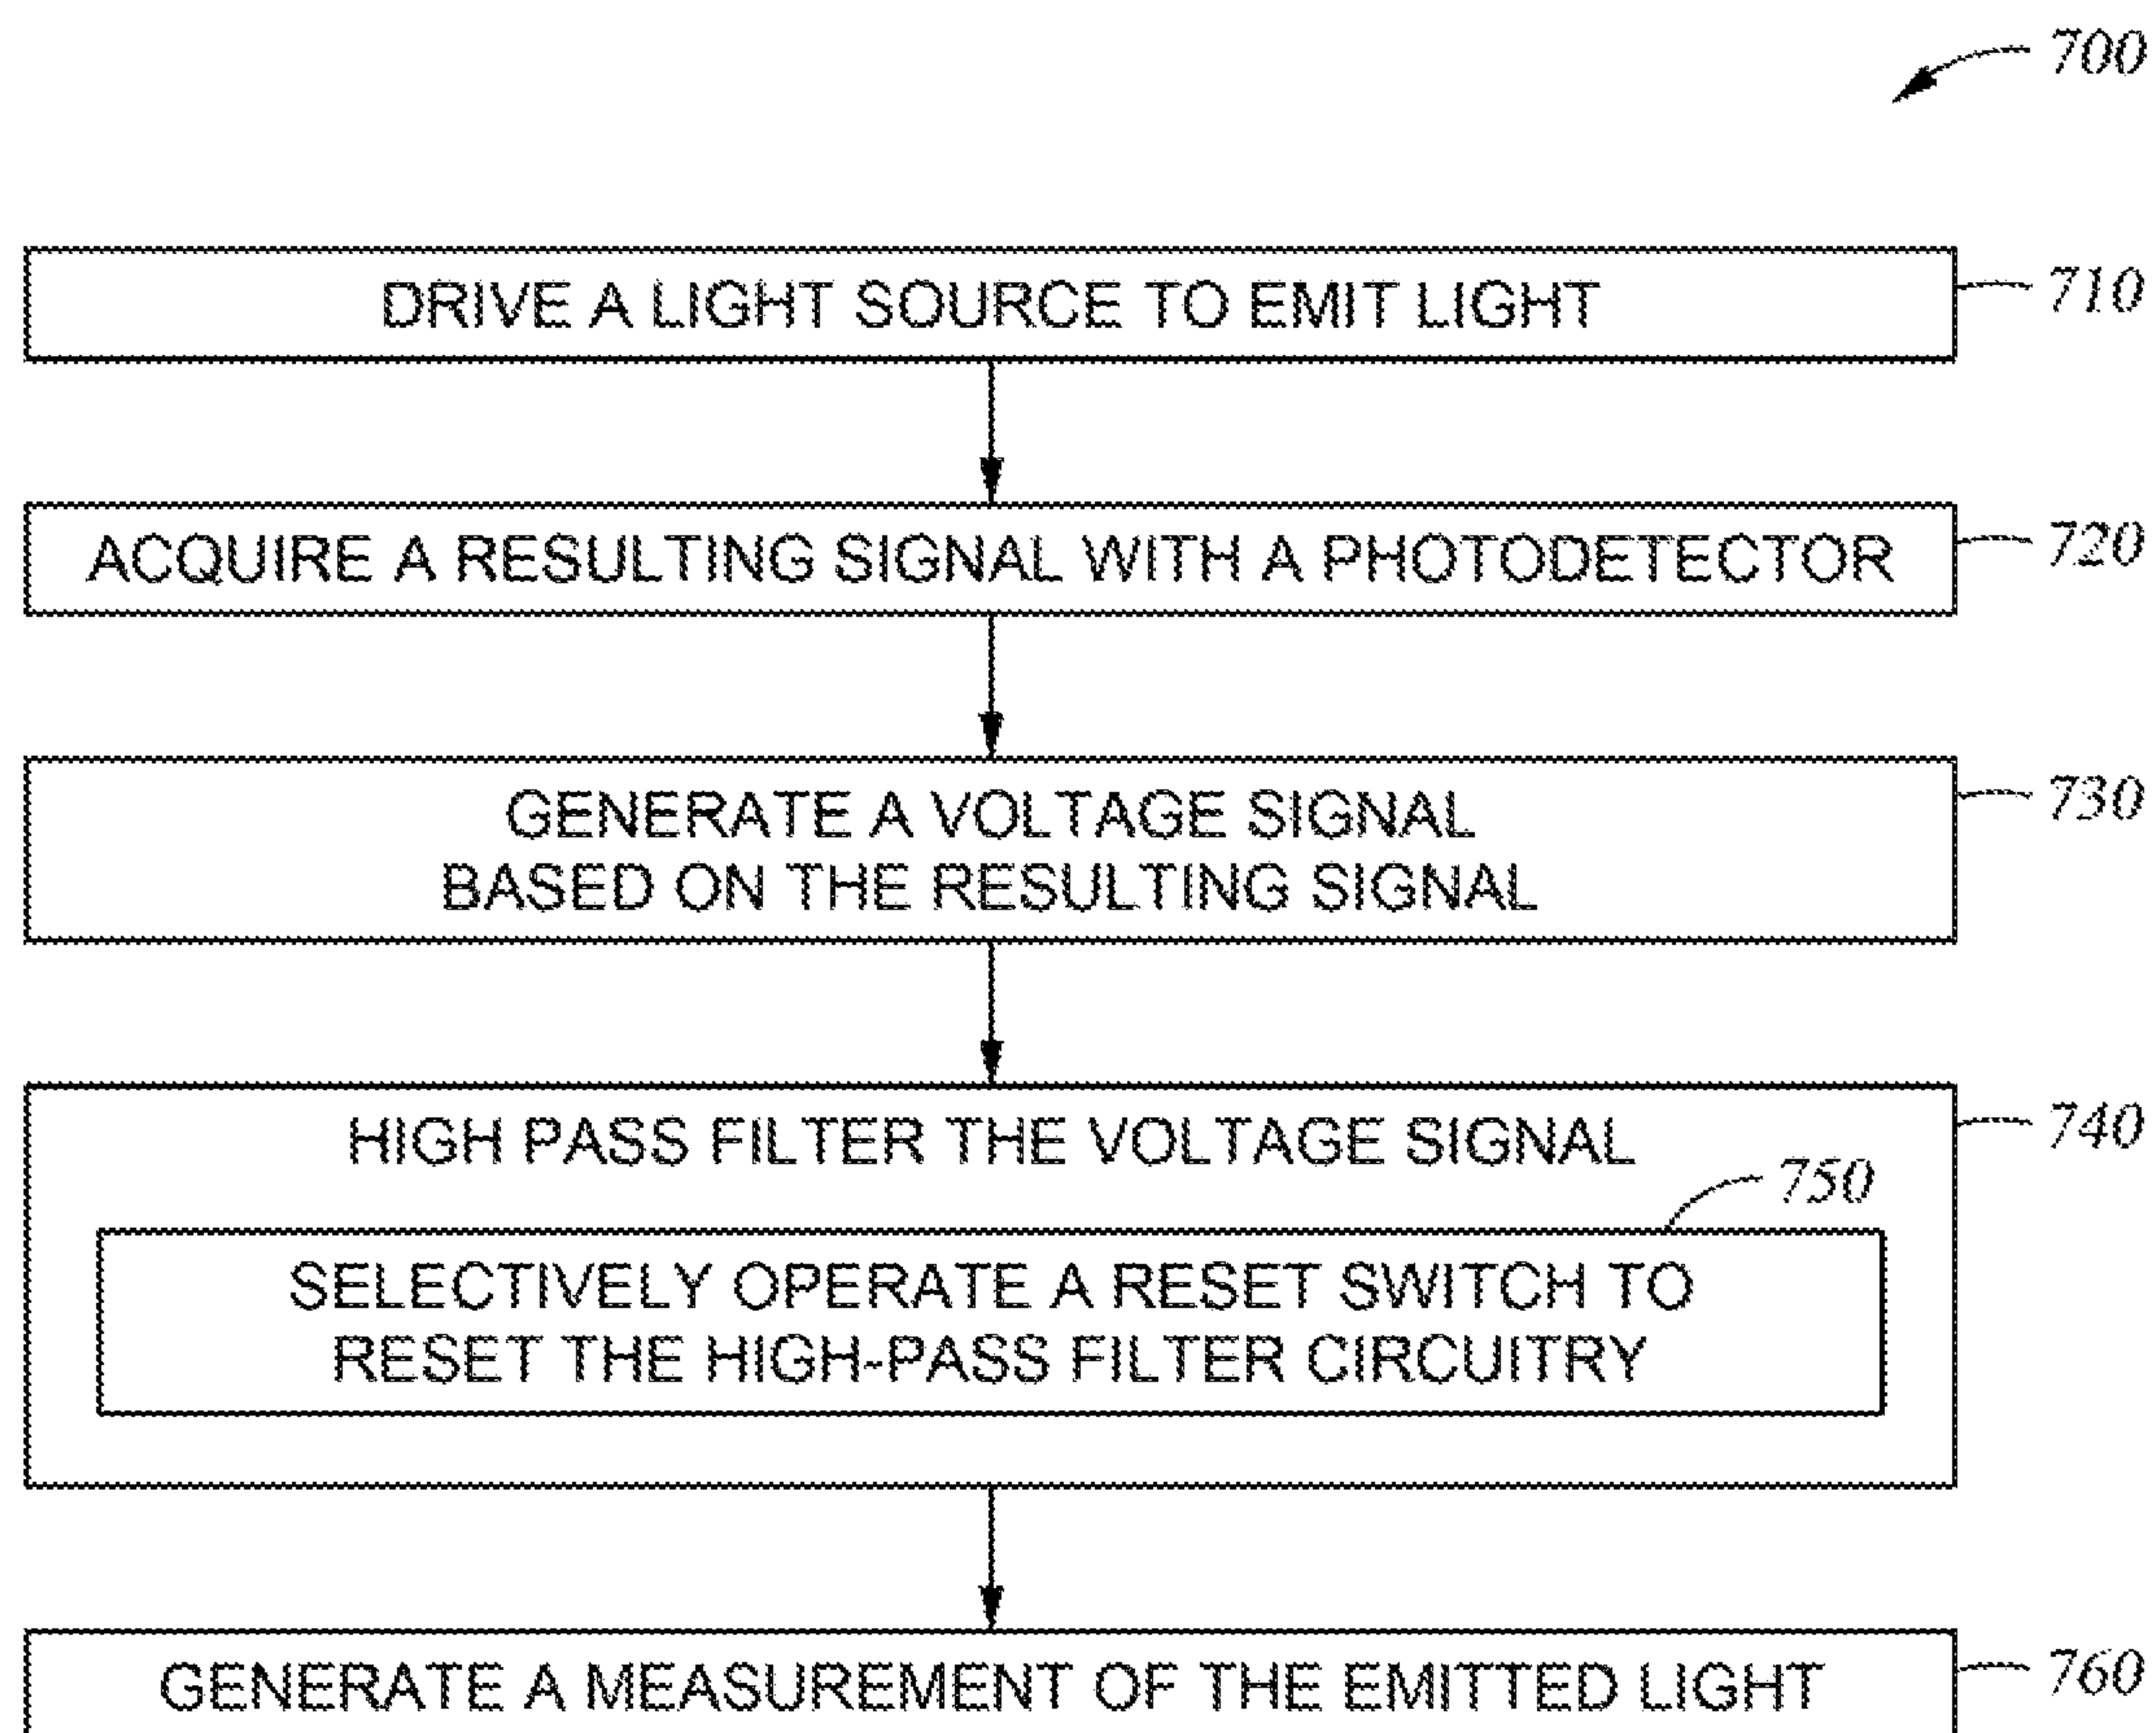 700
DRIVE A LIGHT SOURCE TO EMIT LIGHT
710
ACQUIRE A RESULTING SIGNAL WITH A PHOTODETECTOR
720
GENERATE A VOLTAGE SIGNAL
BASED ON THE RESULTING SIGNAL
730
HIGH PASS FILTER THE VOLTAGE SIGNAL
740
750
SELECTIVELY OPERATE A RESET SWITCH TO
RESET THE HIGH-PASS FILTER CIRCUITRY
GENERATE A MEASUREMENT OF THE EMITTED LIGHT
760